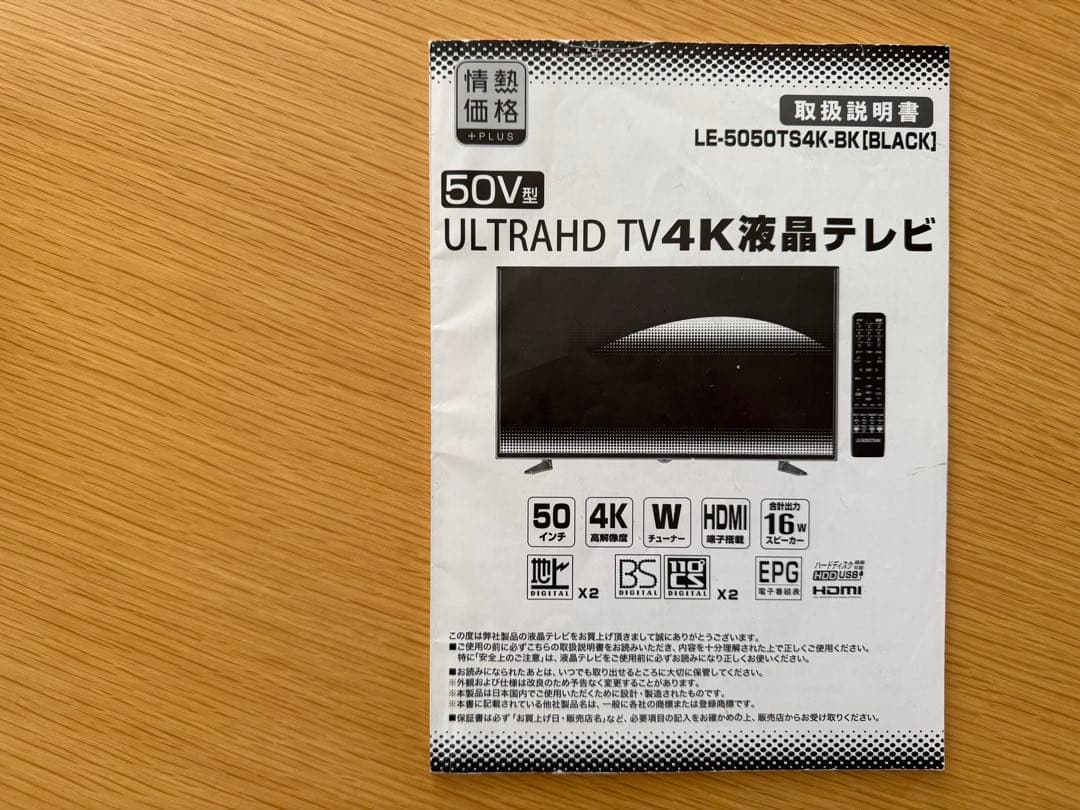 情熱
価格
+PLUS
取扱説明書
LE-5050TS4K-BK[BLACK]
50V型
ULTRAHD TV4K液晶テレビ
LE-5050TS4K
50
インチ
4K
高解像度
W
チューナー
HDMI
端子搭載
合計出力
16W
スピーカー
地上
DIGITAL
X2
BS
DIGITAL
110°
CS
DIGITAL
X2
EPG
電子番組表
ハードディスク録画可能
HDD USB
HDMI
この度は弊社製品の液晶テレビをお買上げ頂きまして誠にありがとうございます。
■ご使用の前に必ずこちらの取扱説明書をお読みいただき、内容を十分理解された上で正しくご使用ください。
特に「安全上のご注意」は、液晶テレビをご使用前に必ずお読みになり正しくお使いください。
■お読みになられたあとは、いつでも取り出せるところに大切に保管してください。
※外観および仕様は改良のため予告なく変更することがあります。
※本製品は日本国内でご使用いただくために設計・製造されたものです。
※本書に記載されている他社製品名は、一般に各社の商標または登録商標です。
■保証書は必ず「お買上げ日・販売店名」など、必要項目の記入をお確かめの上、販売店からお受け取りください。